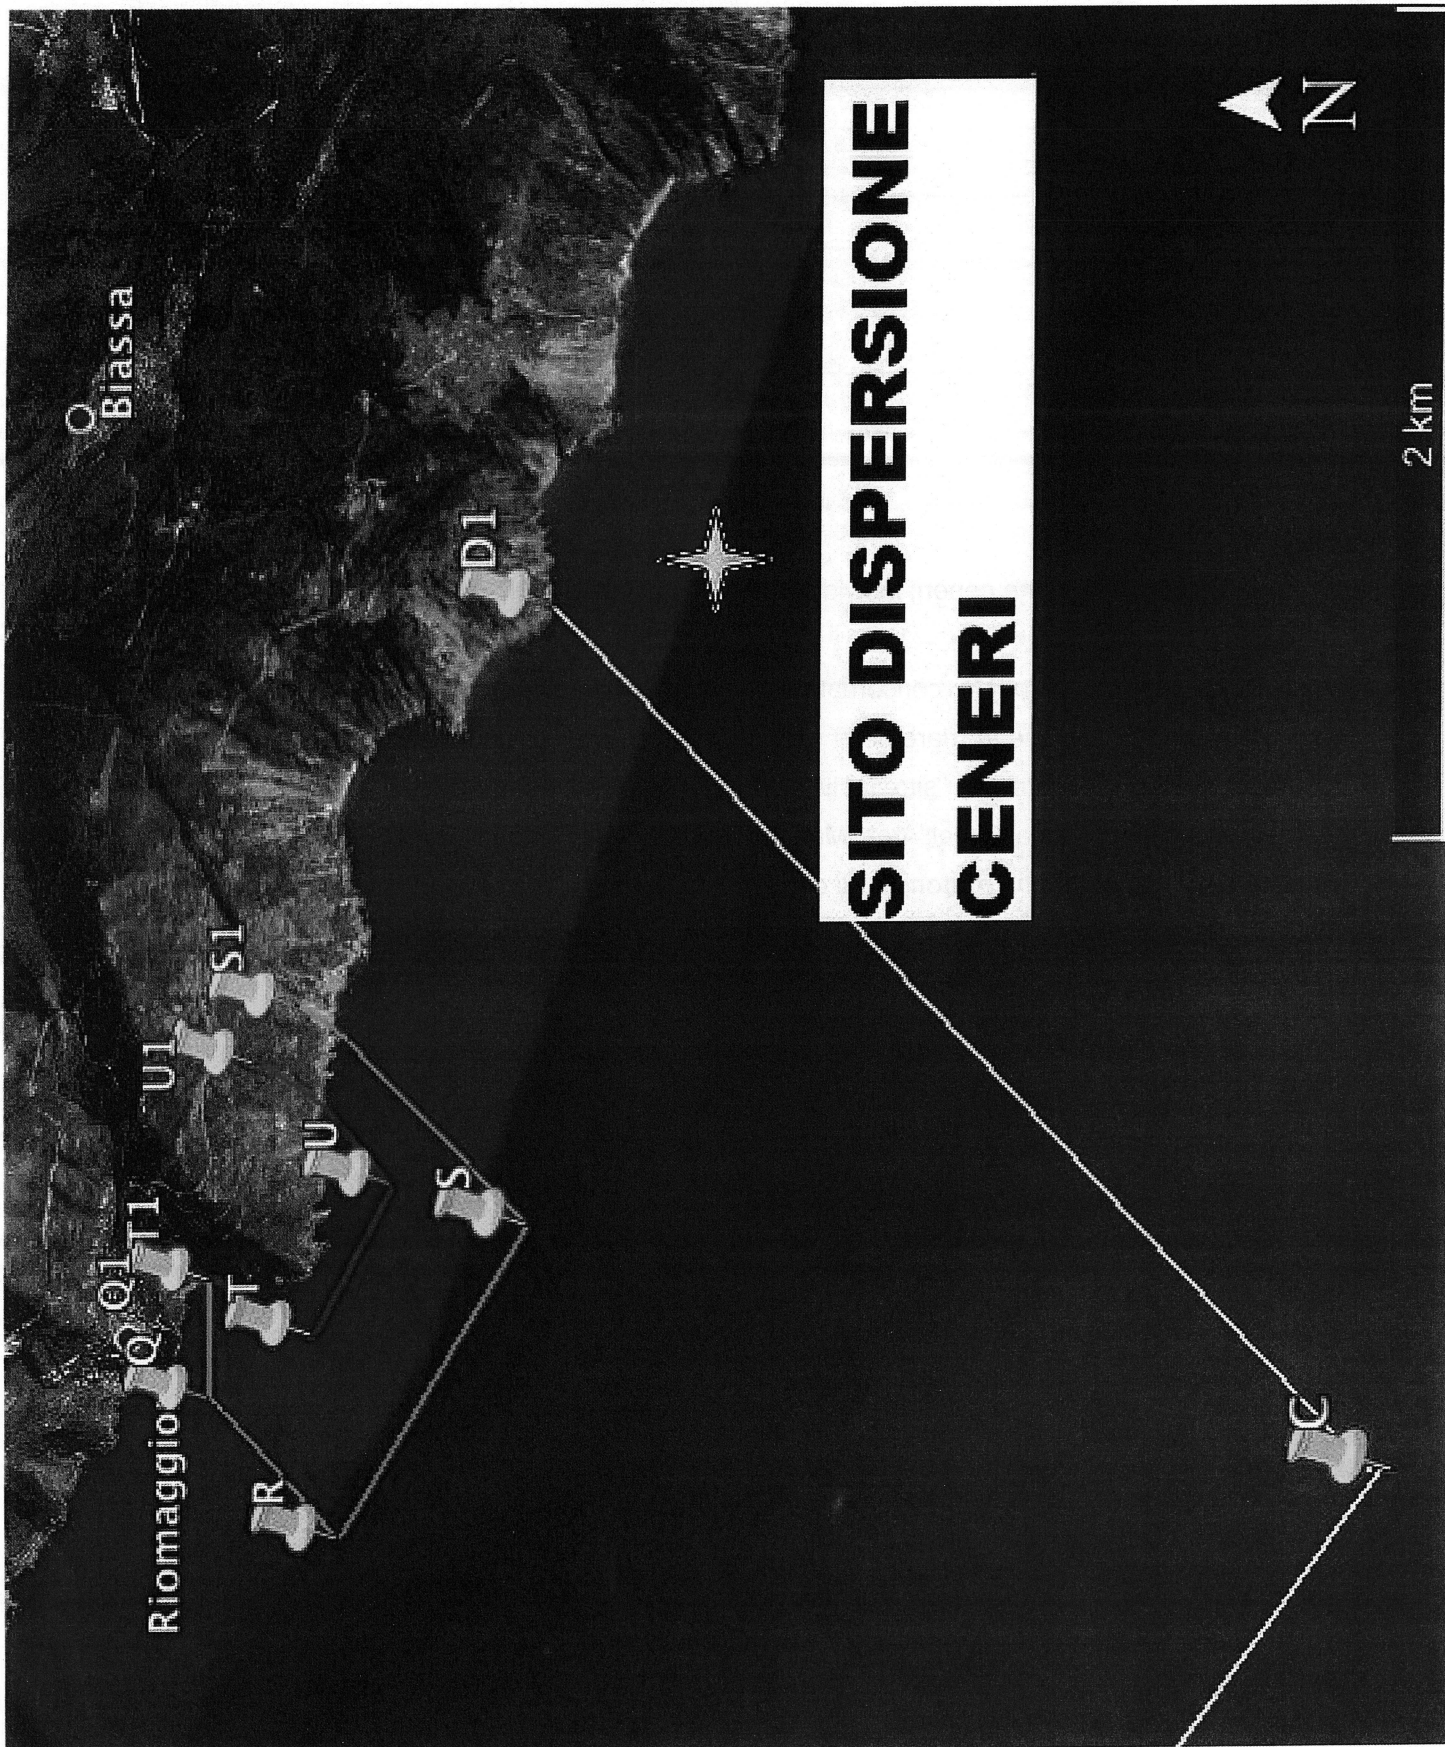 Biassa
D1
S1
U1
U
S
T1
Q1
T
Q
Riomaggio
R
C
SITO DISPERSIONE
CENERI
N
2 km